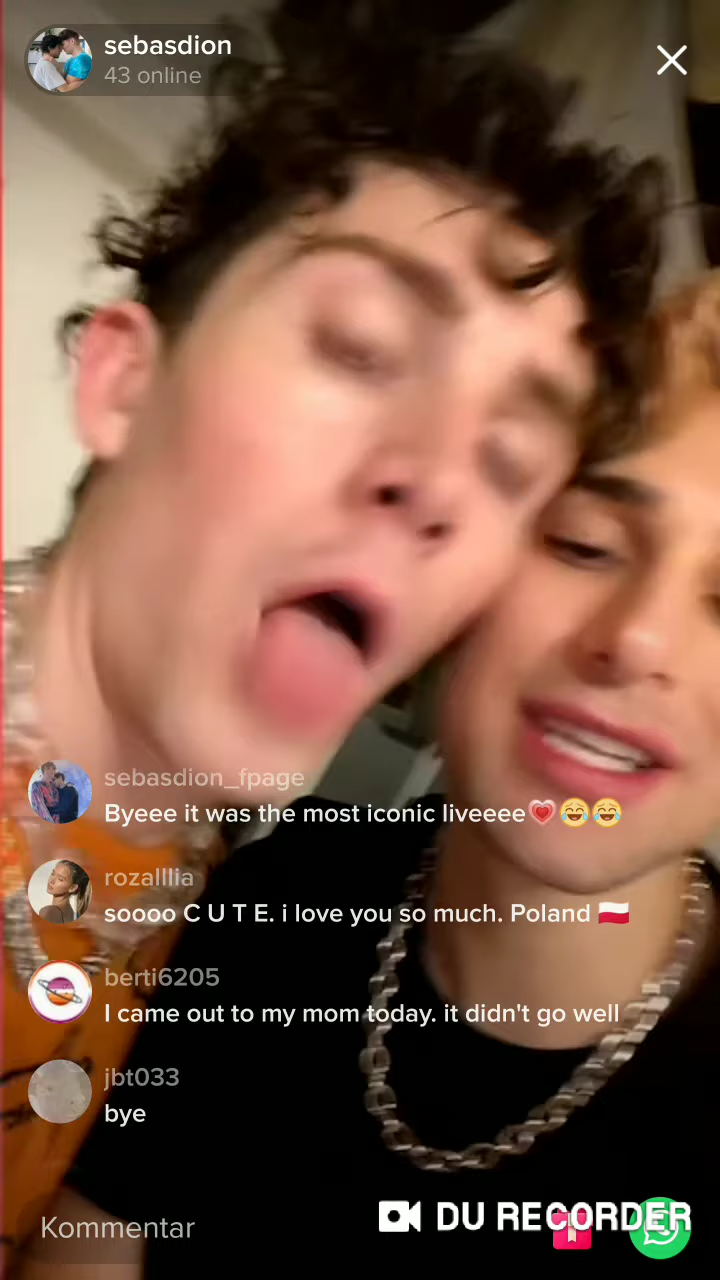 sebasdion
43 online
sebasdion_fpage
Byeee it was the most iconic liveeee💗😂😂
rozalllia
soooo C U T E. i love you so much. Poland 🇵🇱
berti6205
I came out to my mom today. it didn't go well
jbt033
bye
Kommentar
DU RECORDER